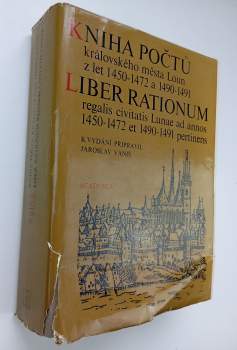 KNIHA POČTŮ
královského města Loun
z let 1450-1472 a 1490-1491
LIBER RATIONUM
regalis civitatis Lunae ad annos
1450-1472 et 1490-1491 pertinens
K VYDÁNÍ PŘIPRAVIL
JAROSLAV VANIŠ
ACADEMIA